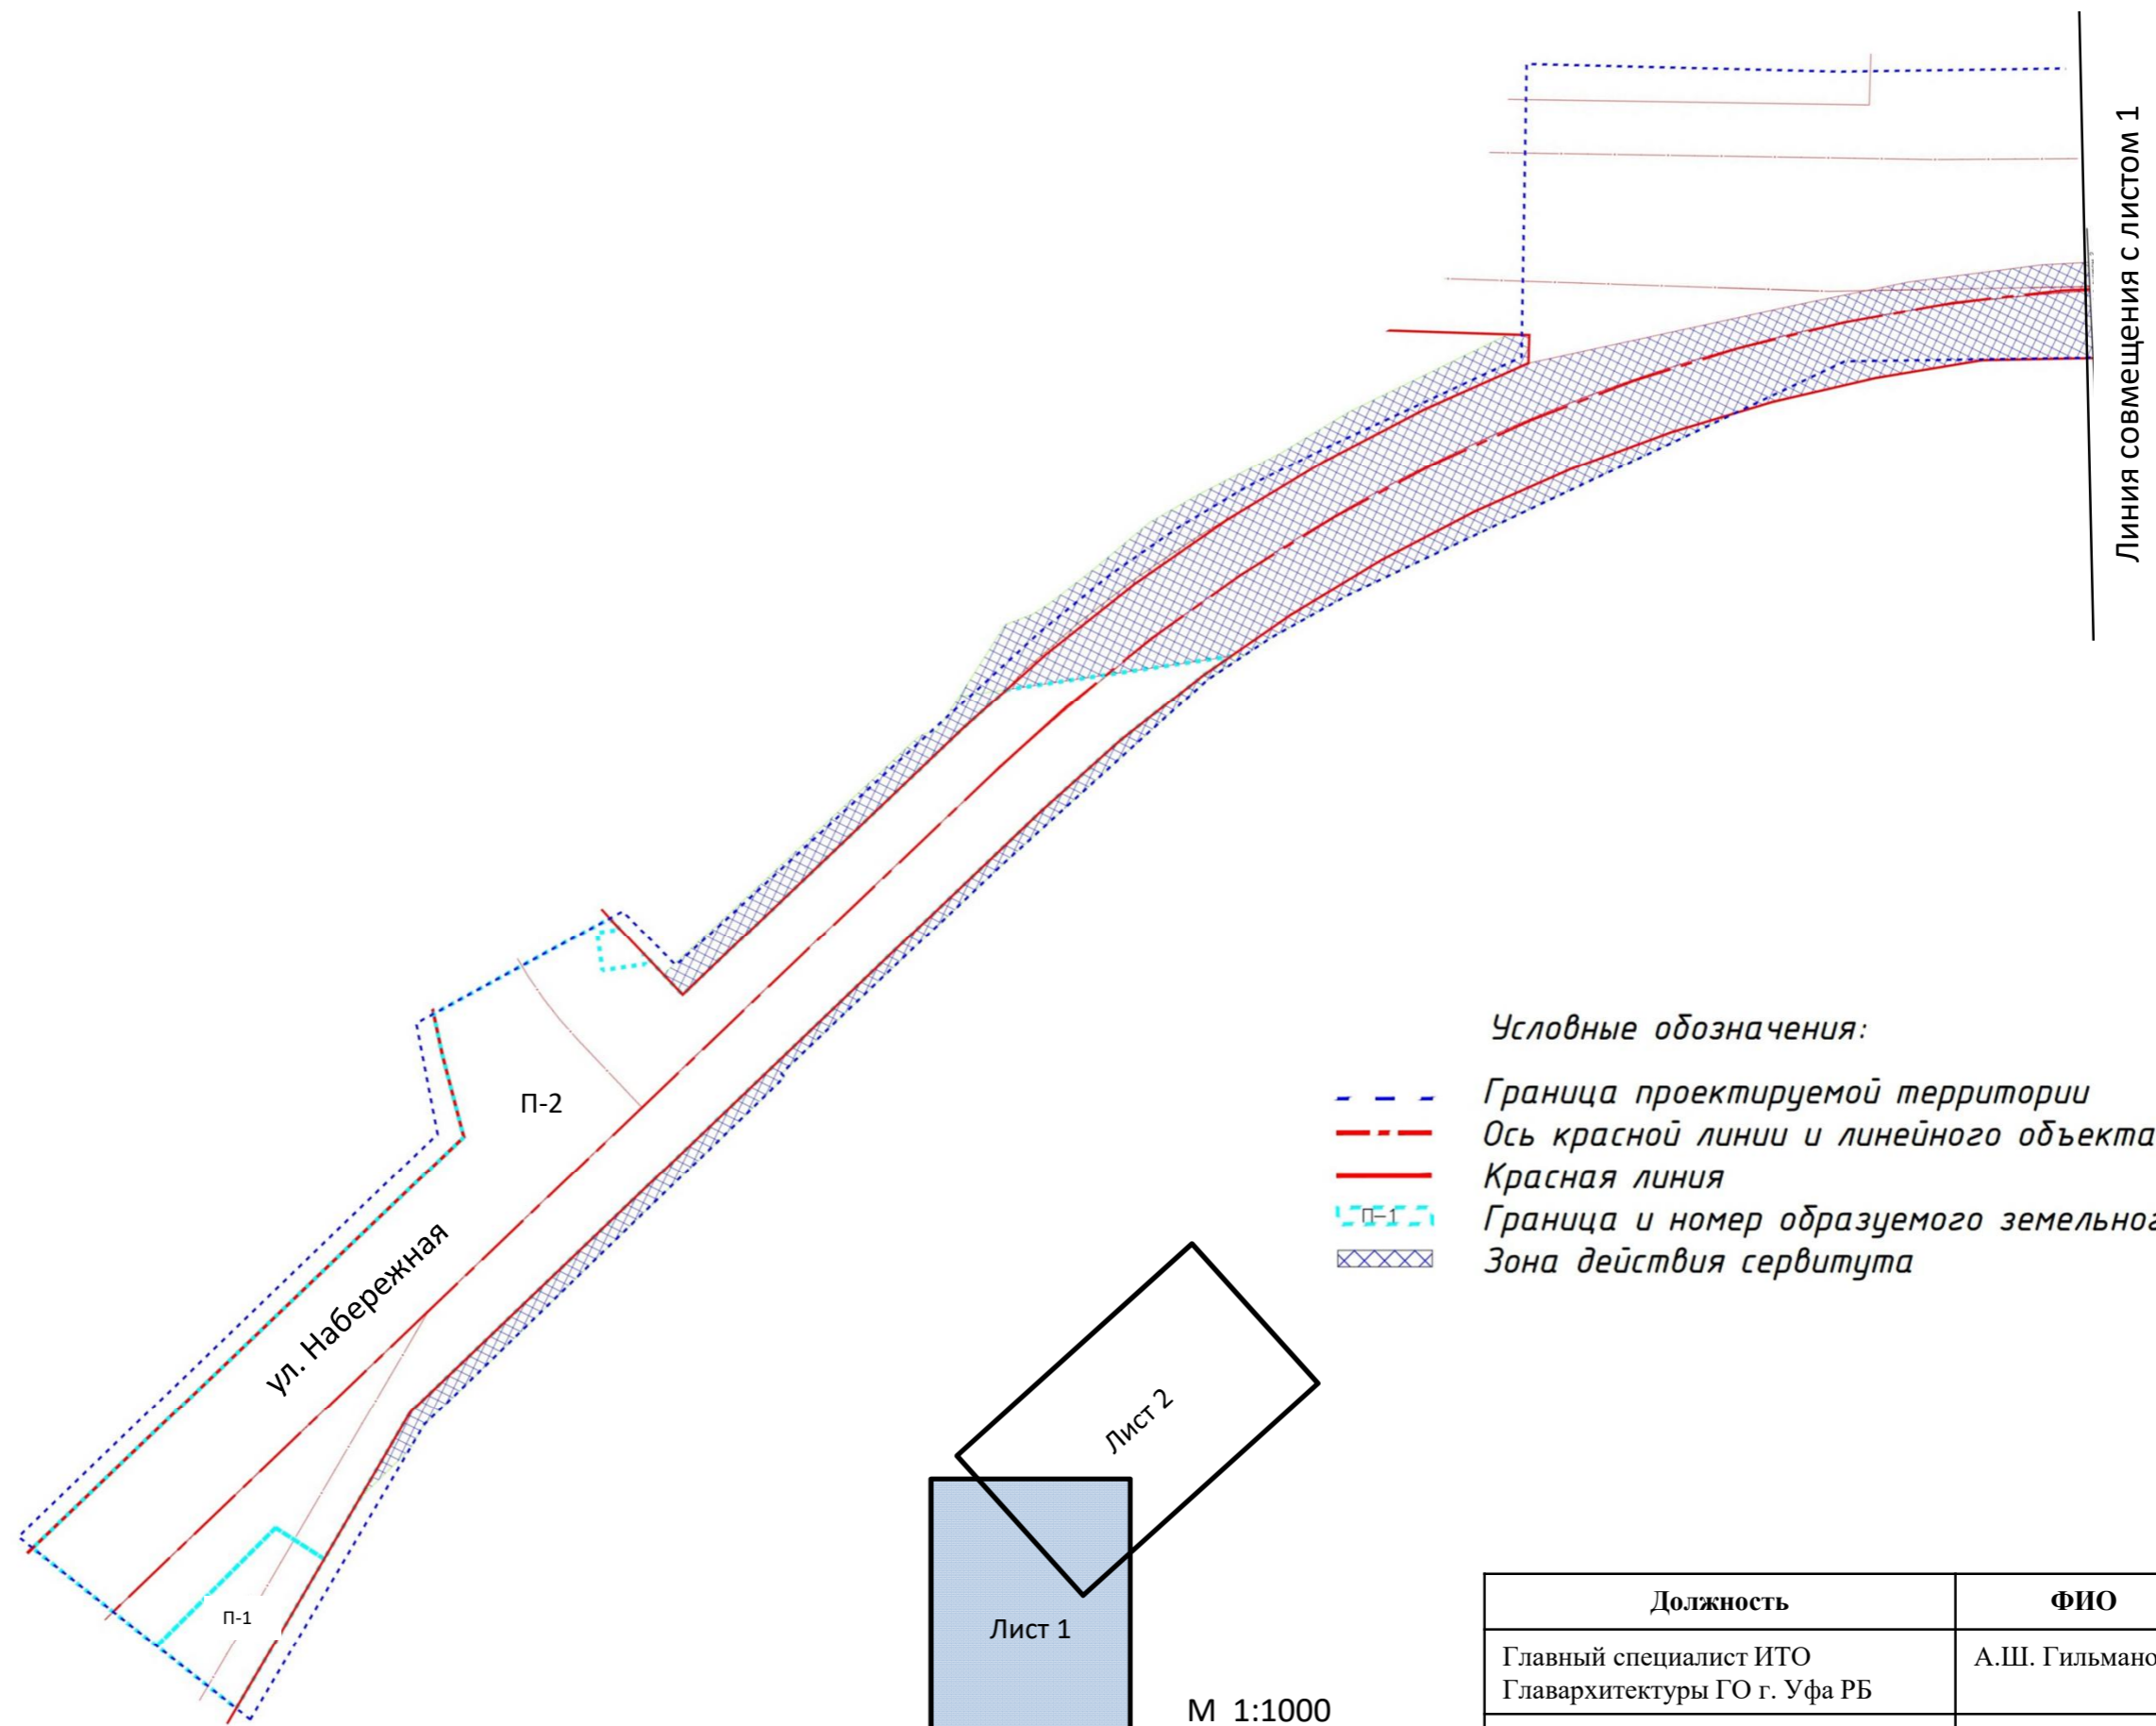 Линия совмещения с листом 1
П-2
ул. Набережная
П-1
Условные обозначения:
Граница проектируемой территории
Ось красной линии и линейного объекта
Красная линия
П-1
Граница и номер образуемого
Зона действия сервитута
Лист 2
Лист 1
М 1:1000
Должность ФИО
Главный специалист ИТО А.Ш.
Главархитектуры ГО г. Уфа РБ